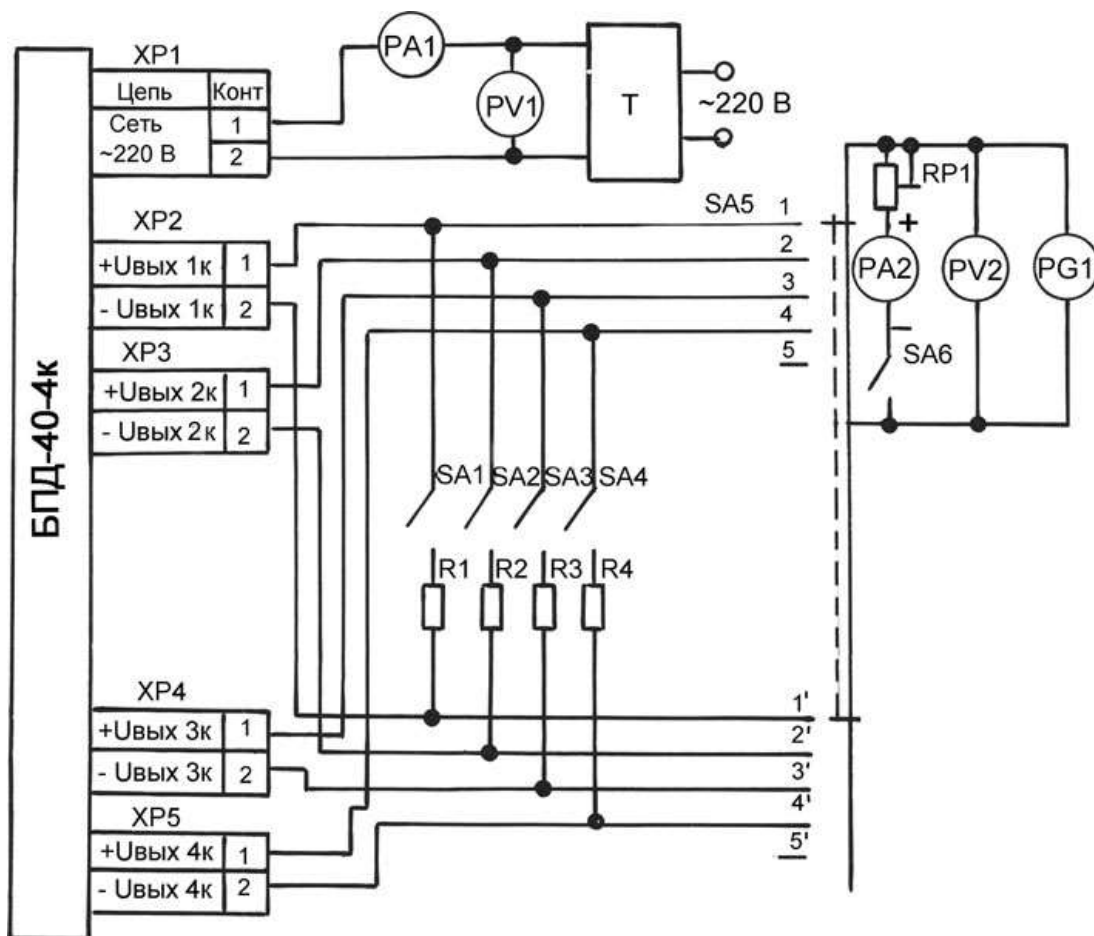 БПД-40-4к
XP1
Цепь Конт
Сеть 1
~220 В 2
PA1
PV1
T
~220 В
XP2
+Uвых 1к 1
- Uвых 1к 2
XP3
+Uвых 2к 1
- Uвых 2к 2
SA5 1
2
3
4
5
RP1
+
PA2
PV2
PG1
SA6
SA1 SA2 SA3 SA4
R1 R2 R3 R4
XP4
+Uвых 3к 1
- Uвых 3к 2
XP5
+Uвых 4к 1
- Uвых 4к 2
1'
2'
3'
4'
5'